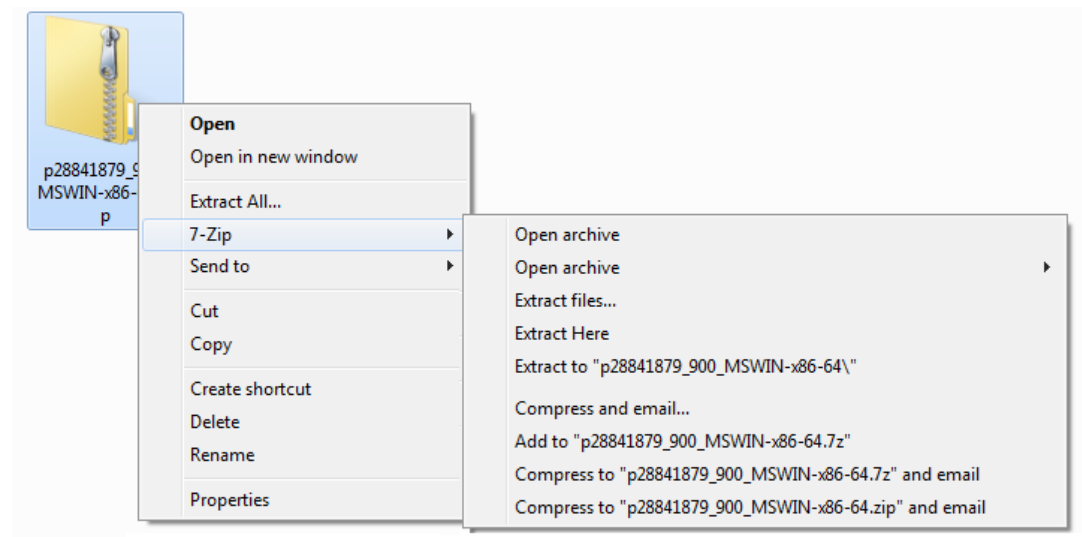 p28841879_9
MSWIN-x86-
p
Open
Open in new window
Extract All...
7-Zip
Send to
Cut
Copy
Create shortcut
Delete
Rename
Properties
Open archive
Open archive
Extract files...
Extract Here
Extract to "p28841879_900_MSWIN-x86-64\"
Compress and email...
Add to "p28841879_900_MSWIN-x86-64.7z"
Compress to "p28841879_900_MSWIN-x86-64.7z" and email
Compress to "p28841879_900_MSWIN-x86-64.zip" and email